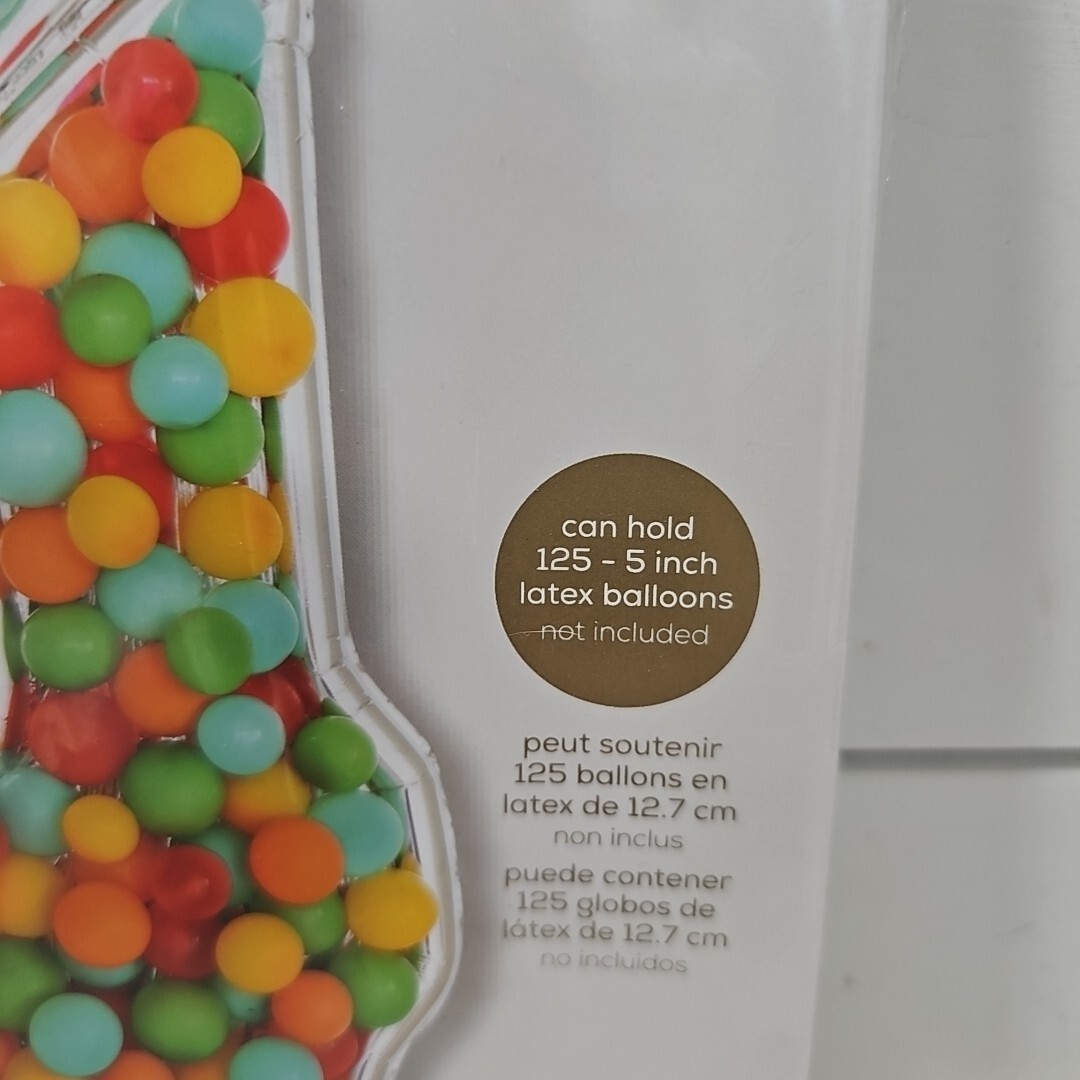 can hold
125 - 5 inch
latex balloons
not included
peut soutenir
125 ballons en
latex de 12.7 cm
non inclus
puede contener
125 globos de
látex de 12.7 cm
no incluidos